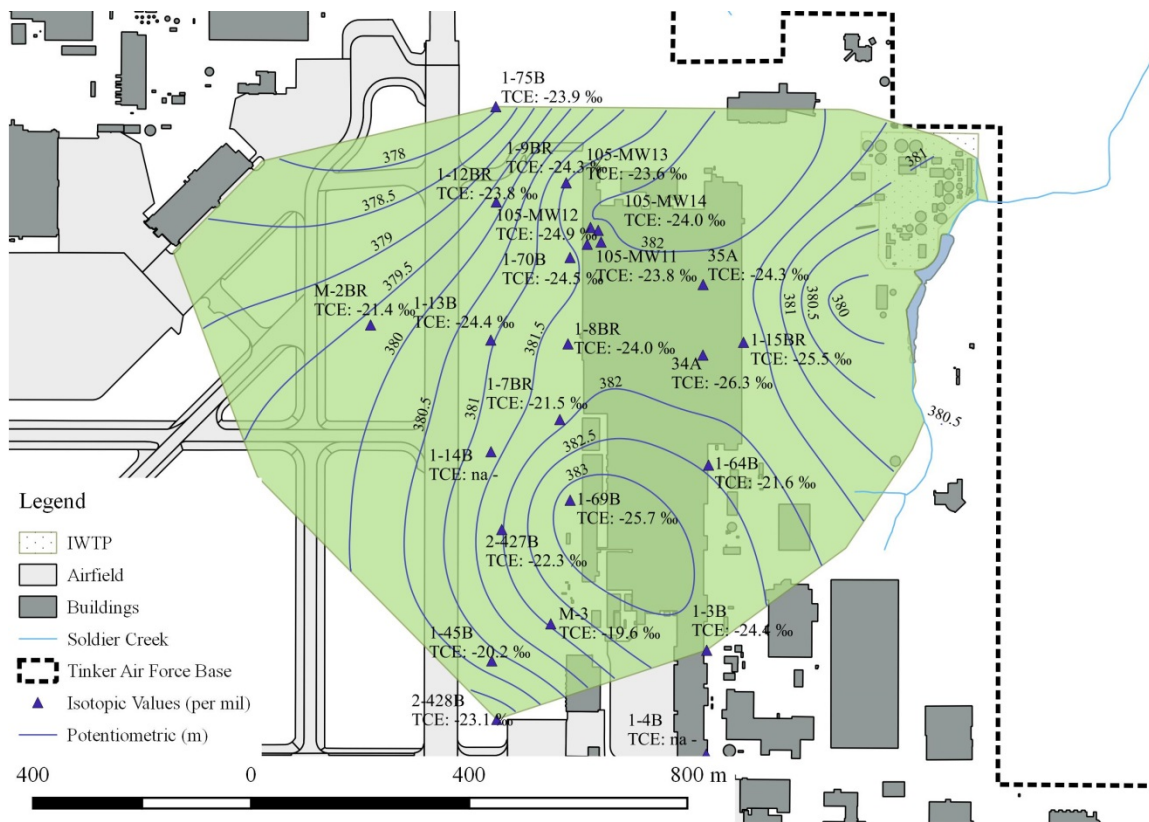 1-75B
TCE: -23.9 ‰
381
1-9BR
TCE: -24.3 ‰
105-MW13
TCE: -23.6 ‰
378
1-12BR
TCE: -23.8 ‰
378.5
105-MW14
TCE: -24.0 ‰
105-MW12
TCE: -24.9 ‰
379
382
1-70B
TCE: -24.5 ‰
105-MW11
TCE: -23.8 ‰
35A
TCE: -24.3 ‰
379.5
M-2BR
TCE: -21.4 ‰
1-13B
TCE: -24.4 ‰
381
380.5
380
380
381.5
1-8BR
TCE: -24.0 ‰
1-15BR
TCE: -25.5 ‰
34A
TCE: -26.3 ‰
1-7BR
TCE: -21.5 ‰
382
380.5
381
380.5
382.5
1-14B
TCE: na -
1-64B
TCE: -21.6 ‰
383
1-69B
TCE: -25.7 ‰
2-427B
TCE: -22.3 ‰
M-3
TCE: -19.6 ‰
1-3B
TCE: -24.4 ‰
1-45B
TCE: -20.2 ‰
2-428B
TCE: -23.1 ‰
1-4B
TCE: na -
Legend
IWTP
Airfield
Buildings
Soldier Creek
Tinker Air Force Base
Isotopic Values (per mil)
Potentiometric (m)
400 0 400 800 m